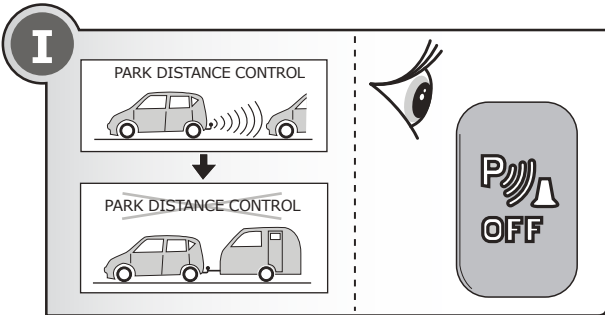 I
PARK DISTANCE CONTROL
PARK DISTANCE CONTROL
P
OFF